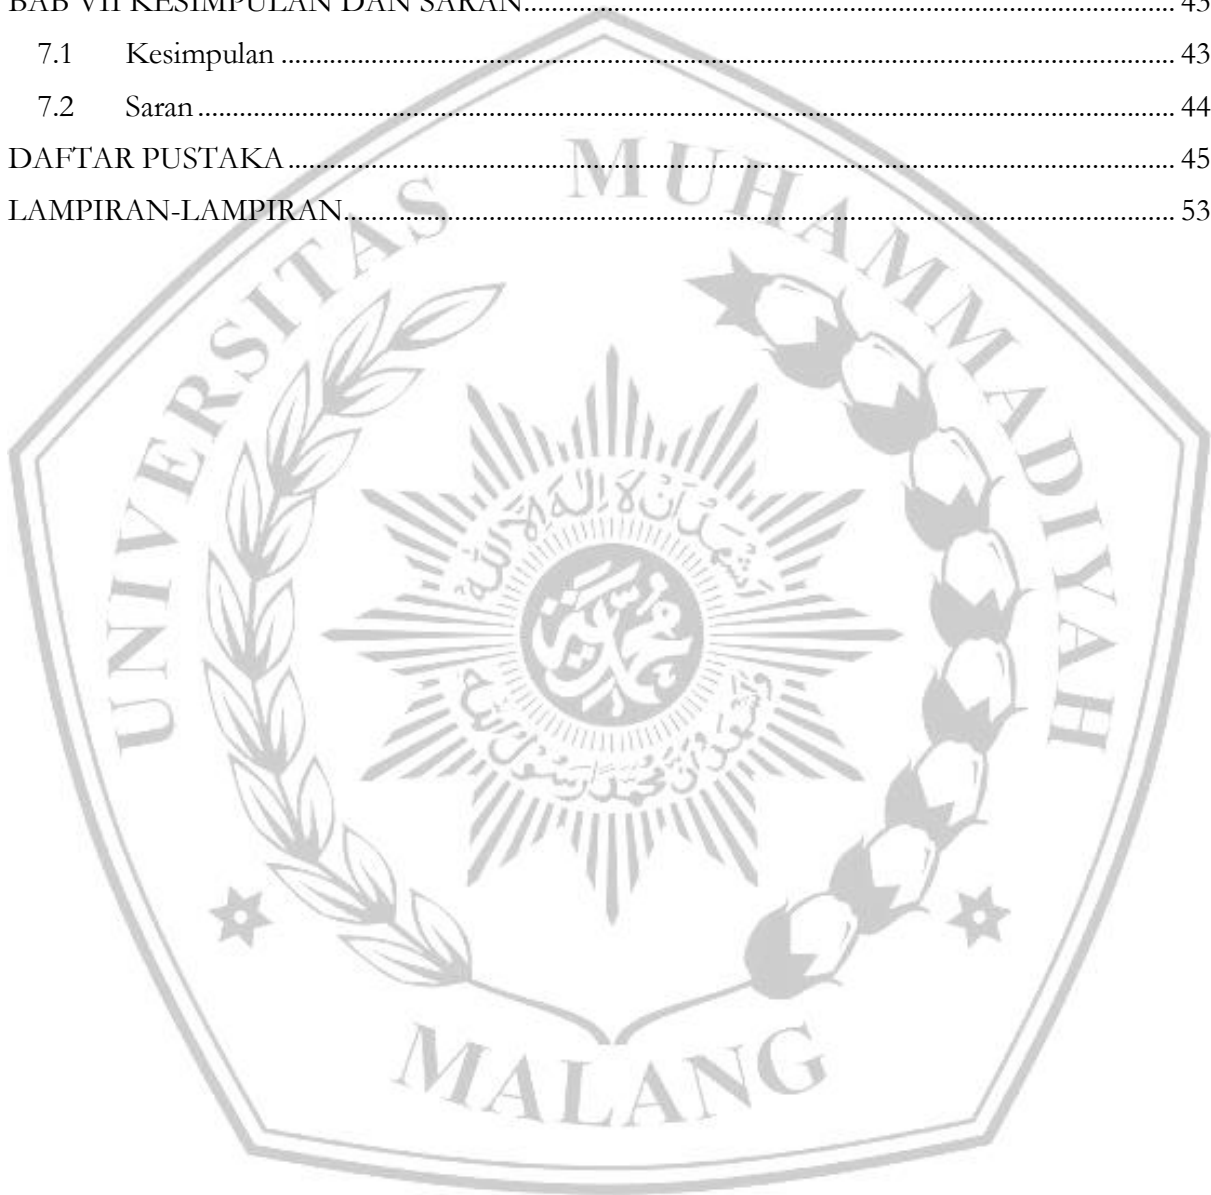 BAB VII KESIMPULAN DAN SARAN........................................................................ 43
7.1 Kesimpulan ........................................................................ 43
7.2 Saran ........................................................................ 44
DAFTAR PUSTAKA ........................................................................ 45
LAMPIRAN-LAMPIRAN........................................................................ 53
UNIVERSITAS MUHAMMADIYAH
MALANG